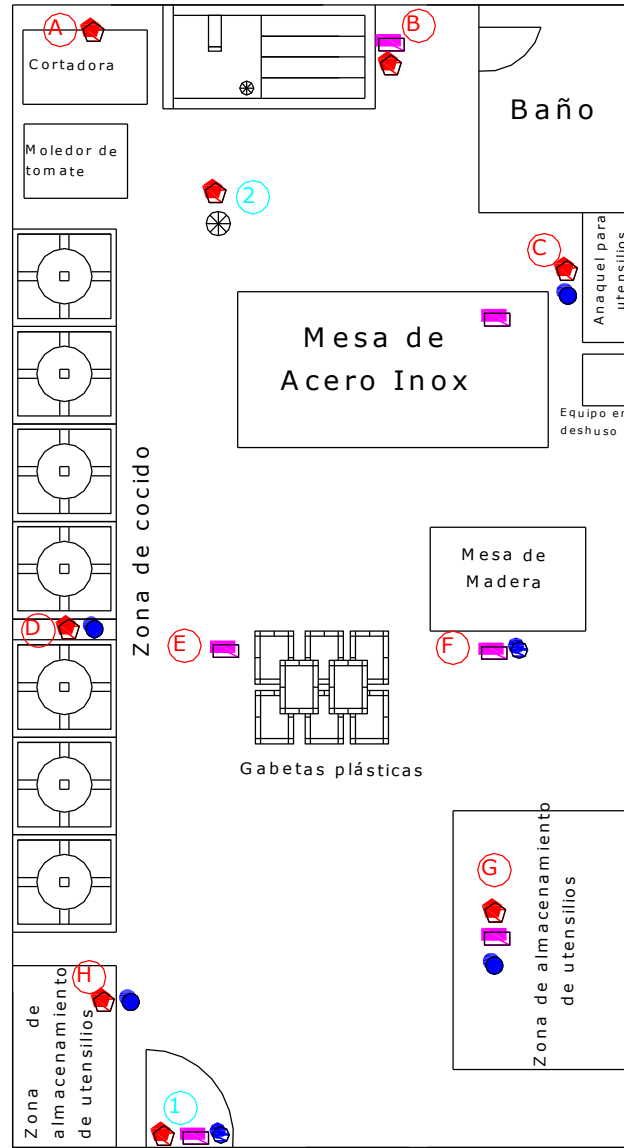 A
B
Cortadora
Baño
Moledor de
tomate
2
C
Anaquel para
utensilios
Mesa de
Acero Inox
Equipo en
deshuso
Zona de cocido
Mesa de
Madera
D
E
F
Gabetas plásticas
G
Zona de almacenamiento
de utensilios
H
Zona de
almacenamiento
de utensilios
1